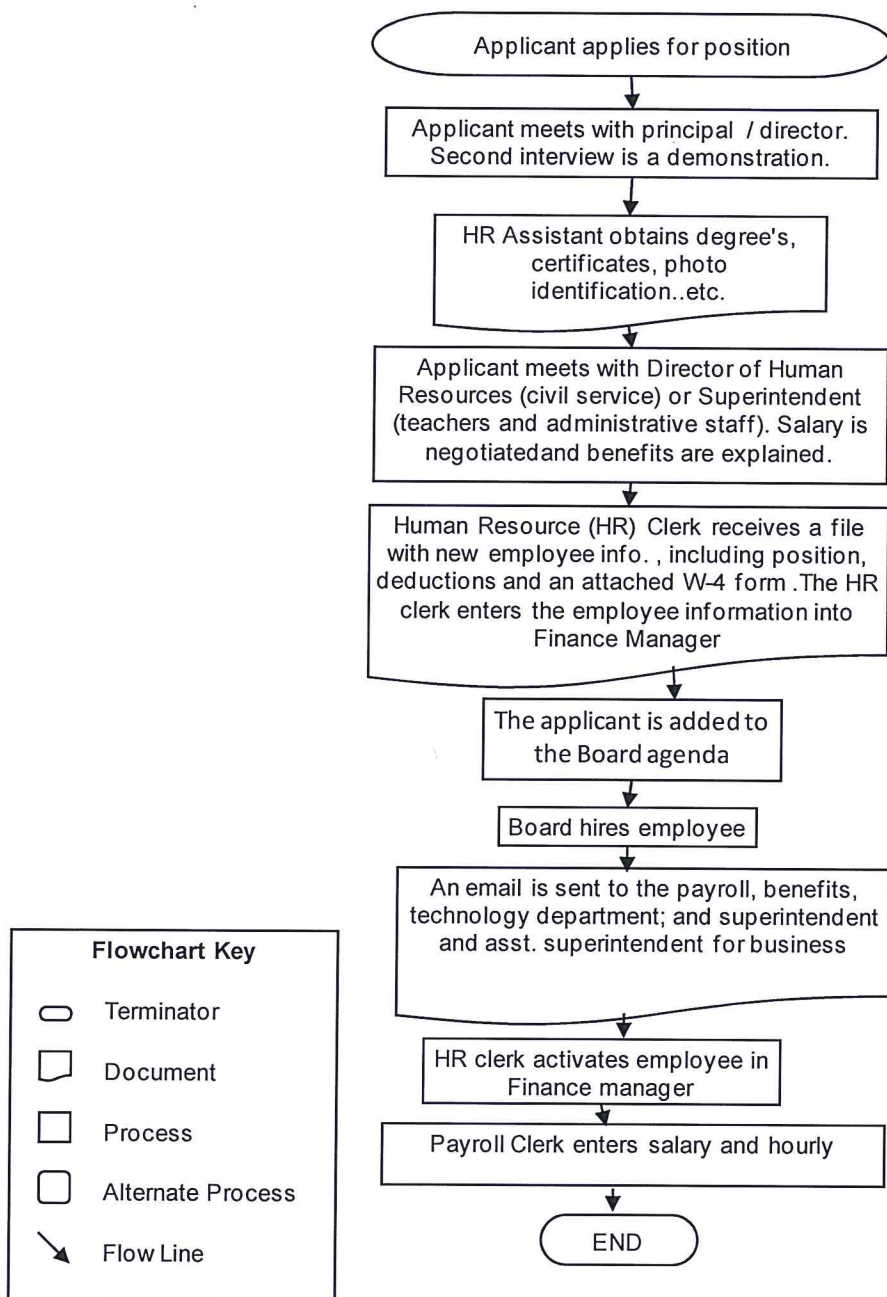 Applicant applies for position
Applicant meets with principal / director.
Second interview is a demonstration.
HR Assistant obtains degree's,
certificates, photo
identification..etc.
Applicant meets with Director of Human
Resources (civil service) or Superintendent
(teachers and administrative staff). Salary is
negotiatedand benefits are explained.
Human Resource (HR) Clerk receives a file
with new employee info. , including position,
deductions and an attached W-4 form .The HR
clerk enters the employee information into
Finance Manager
The applicant is added to
the Board agenda
Board hires employee
An email is sent to the payroll, benefits,
technology department; and superintendent
and asst. superintendent for business
HR clerk activates employee in
Finance manager
Payroll Clerk enters salary and hourly
END
Flowchart Key
Terminator
Document
Process
Alternate Process
Flow Line